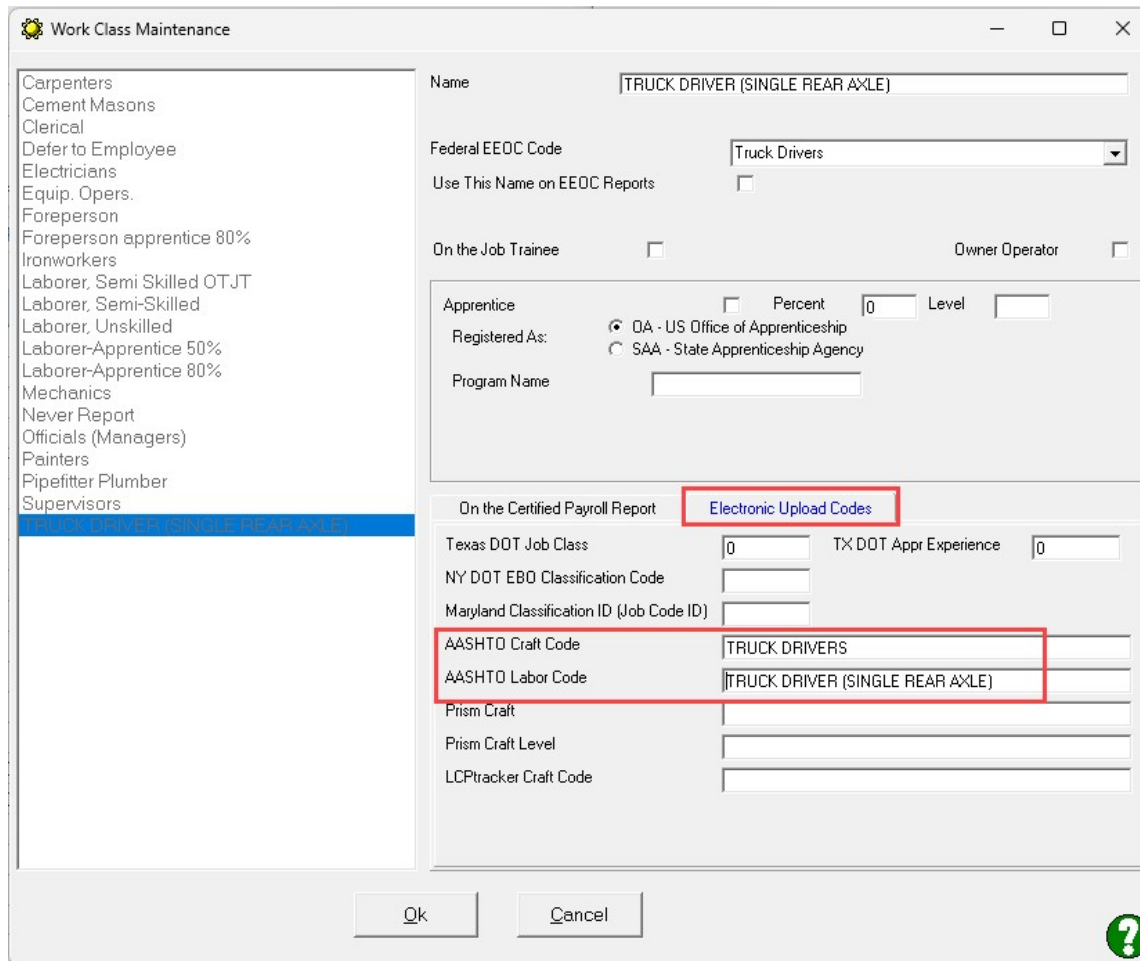 Work Class Maintenance
Carpenters
Cement Masons
Clerical
Defer to Employee
Electricians
Equip. Opers.
Foreperson
Foreperson apprentice 80%
Ironworkers
Laborer, Semi Skilled OTJT
Laborer, Semi-Skilled
Laborer, Unskilled
Laborer-Apprentice 50%
Laborer-Apprentice 80%
Mechanics
Never Report
Officials (Managers)
Painters
Pipefitter Plumber
Supervisors
TRUCK DRIVER (SINGLE REAR AXLE)
Name TRUCK DRIVER (SINGLE REAR AXLE)
Federal EEOC Code Truck Drivers
Use This Name on EEOC Reports
On the Job Trainee Owner Operator
Apprentice Percent 0 Level
Registered As: OA - US Office of Apprenticeship
SAA - State Apprenticeship Agency
Program Name
On the Certified Payroll Report Electronic Upload Codes
Texas DOT Job Class 0 TX DOT Appr Experience 0
NY DOT EBO Classification Code
Maryland Classification ID (Job Code ID)
AASHTO Craft Code TRUCK DRIVERS
AASHTO Labor Code TRUCK DRIVER (SINGLE REAR AXLE)
Prism Craft
Prism Craft Level
LCPtracker Craft Code
Ok Cancel
?